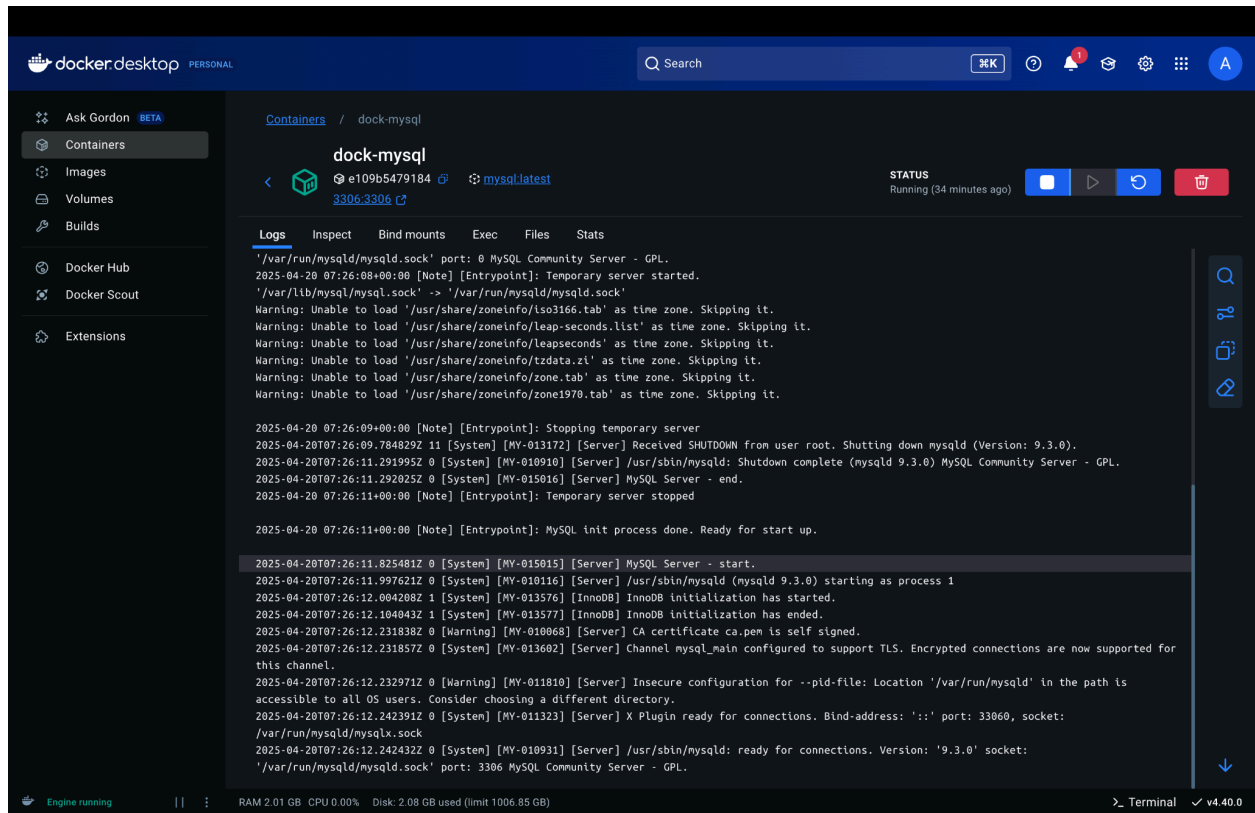 docker.desktop PERSONAL
Search
⌘K
1
A
Ask Gordon BETA
Containers
Images
Volumes
Builds
Docker Hub
Docker Scout
Extensions
Containers / dock-mysql
dock-mysql
e109b5479184 mysql:latest
3306:3306
STATUS
Running (34 minutes ago)
Logs Inspect Bind mounts Exec Files Stats
'/var/run/mysqld/mysqld.sock' port: 0 MySQL Community Server - GPL.
2025-04-20 07:26:08+00:00 [Note] [Entrypoint]: Temporary server started.
'/var/lib/mysql/mysql.sock' -> '/var/run/mysqld/mysqld.sock'
Warning: Unable to load '/usr/share/zoneinfo/iso3166.tab' as time zone. Skipping it.
Warning: Unable to load '/usr/share/zoneinfo/leap-seconds.list' as time zone. Skipping it.
Warning: Unable to load '/usr/share/zoneinfo/leapseconds' as time zone. Skipping it.
Warning: Unable to load '/usr/share/zoneinfo/tzdata.zi' as time zone. Skipping it.
Warning: Unable to load '/usr/share/zoneinfo/zone.tab' as time zone. Skipping it.
Warning: Unable to load '/usr/share/zoneinfo/zone1970.tab' as time zone. Skipping it.
2025-04-20 07:26:09+00:00 [Note] [Entrypoint]: Stopping temporary server
2025-04-20T07:26:09.784829Z 11 [System] [MY-013172] [Server] Received SHUTDOWN from user root. Shutting down mysqld (Version: 9.3.0).
2025-04-20T07:26:11.291995Z 0 [System] [MY-010910] [Server] /usr/sbin/mysqld: Shutdown complete (mysqld 9.3.0) MySQL Community Server - GPL.
2025-04-20T07:26:11.292025Z 0 [System] [MY-015016] [Server] MySQL Server - end.
2025-04-20 07:26:11+00:00 [Note] [Entrypoint]: Temporary server stopped
2025-04-20 07:26:11+00:00 [Note] [Entrypoint]: MySQL init process done. Ready for start up.
2025-04-20T07:26:11.825481Z 0 [System] [MY-015015] [Server] MySQL Server - start.
2025-04-20T07:26:11.997621Z 0 [System] [MY-010116] [Server] /usr/sbin/mysqld (mysqld 9.3.0) starting as process 1
2025-04-20T07:26:12.004208Z 1 [System] [MY-013576] [InnoDB] InnoDB initialization has started.
2025-04-20T07:26:12.104043Z 1 [System] [MY-013577] [InnoDB] InnoDB initialization has ended.
2025-04-20T07:26:12.231838Z 0 [Warning] [MY-010068] [Server] CA certificate ca.pem is self signed.
2025-04-20T07:26:12.231857Z 0 [System] [MY-013602] [Server] Channel mysql_main configured to support TLS. Encrypted connections are now supported for
this channel.
2025-04-20T07:26:12.232971Z 0 [Warning] [MY-011810] [Server] Insecure configuration for --pid-file: Location '/var/run/mysqld' in the path is
accessible to all OS users. Consider choosing a different directory.
2025-04-20T07:26:12.242391Z 0 [System] [MY-011323] [Server] X Plugin ready for connections. Bind-address: '::' port: 33060, socket:
/var/run/mysqld/mysqlx.sock
2025-04-20T07:26:12.242432Z 0 [System] [MY-010931] [Server] /usr/sbin/mysqld: ready for connections. Version: '9.3.0' socket:
'/var/run/mysqld/mysqld.sock' port: 3306 MySQL Community Server - GPL.
Engine running
RAM 2.01 GB CPU 0.00% Disk: 2.08 GB used (limit 1006.85 GB)
Terminal
v4.40.0